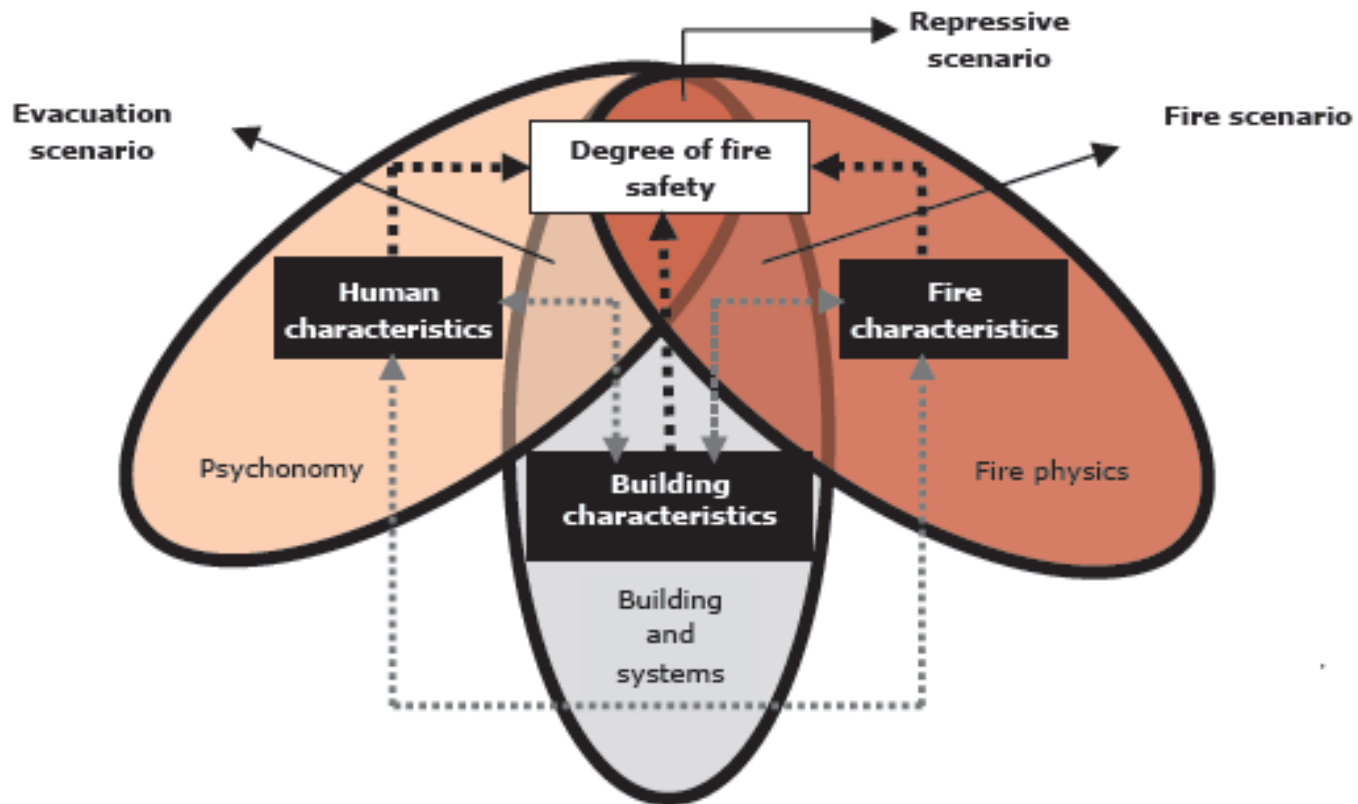 Repressive
scenario
Evacuation
scenario
Fire scenario
Degree of fire
safety
Human
characteristics
Fire
characteristics
Psychonomy
Fire physics
Building
characteristics
Building
and
systems